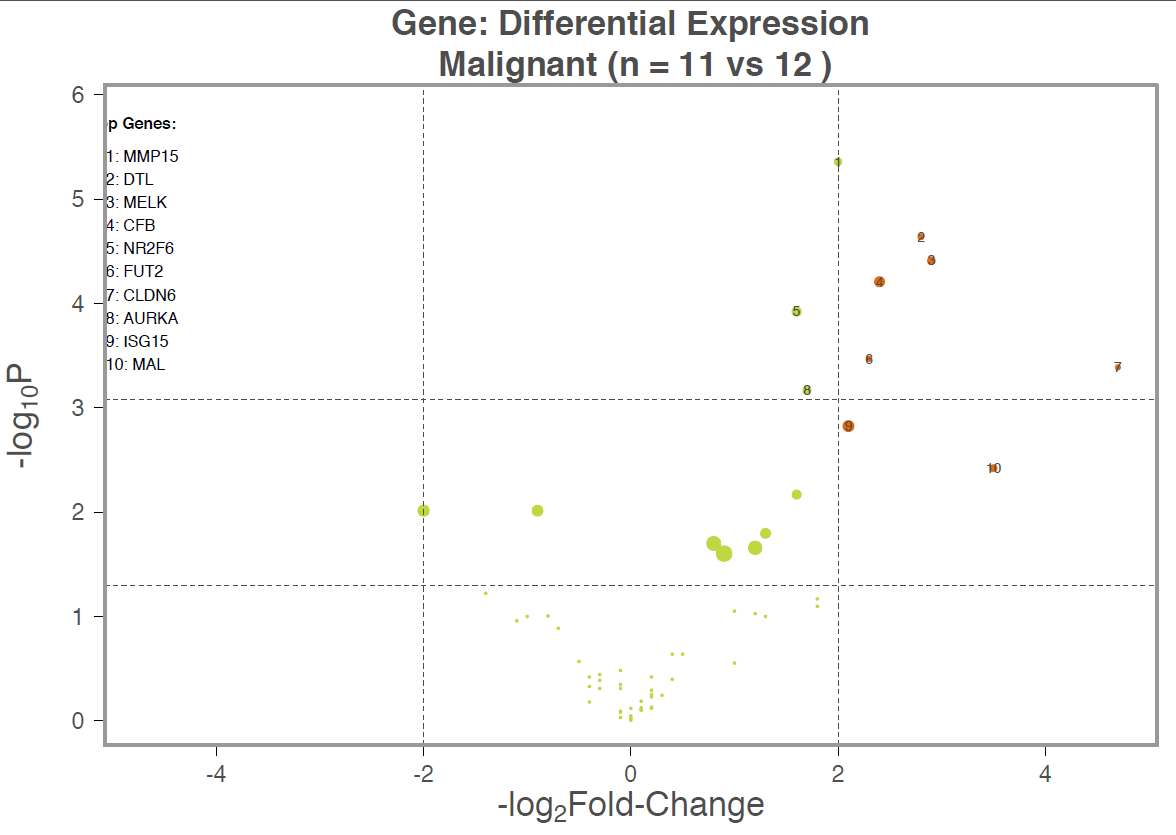 Gene: Differential Expression
Malignant (n = 11 vs 12 )
p Genes:
1: MMP15
2: DTL
3: MELK
4: CFB
5: NR2F6
6: FUT2
7: CLDN6
8: AURKA
9: ISG15
10: MAL
6
5
4
3
2
1
0
-log10P
1
2
3
4
5
6
7
8
9
10
-4
-2
0
2
4
-log2Fold-Change